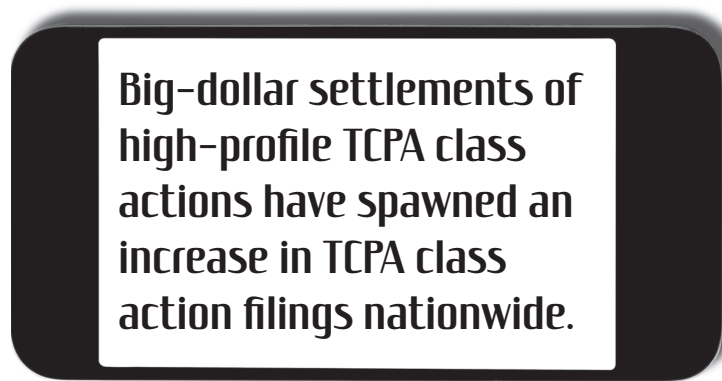 Big-dollar settlements of
high-profile TCPA class
actions have spawned an
increase in TCPA class
action filings nationwide.